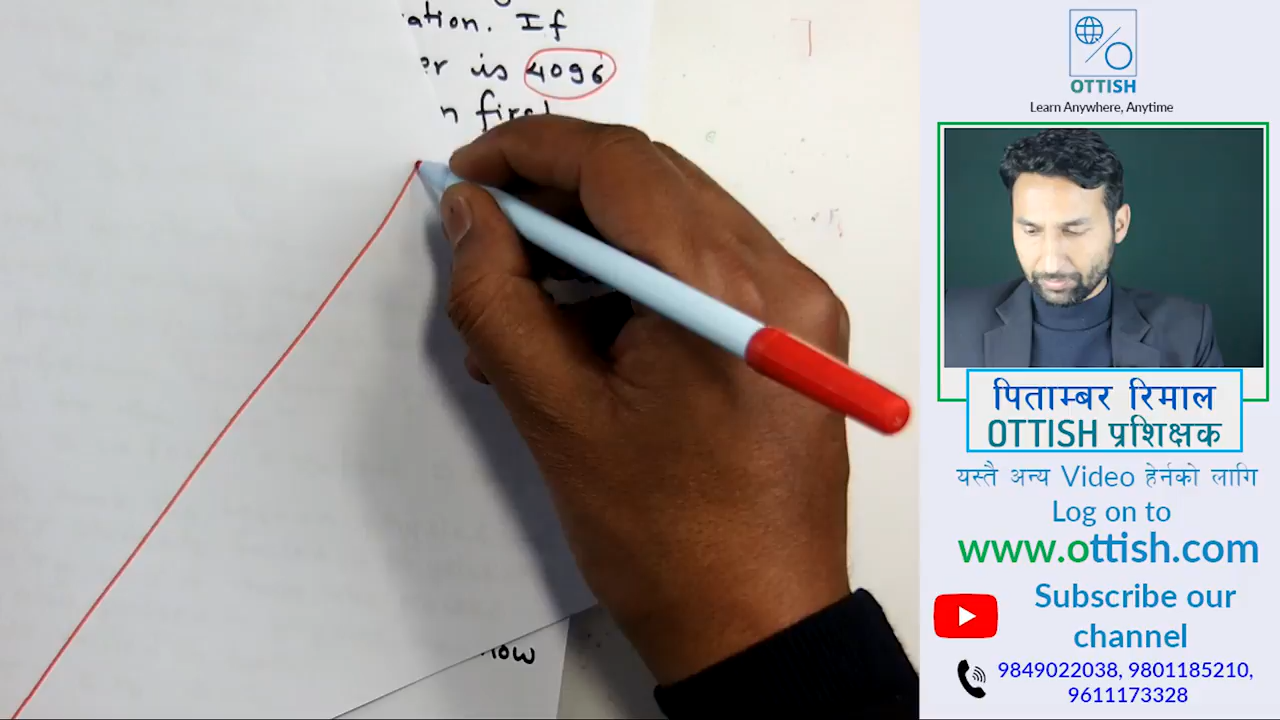 ation. If
er is 4096
n first
now
OTTISH
Learn Anywhere, Anytime
पिताम्बर रिमाल
OTTISH प्रशिक्षक
यस्तै अन्य Video हेर्नको लागि
Log on to
www.ottish.com
Subscribe our
channel
9849022038, 9801185210,
9611173328